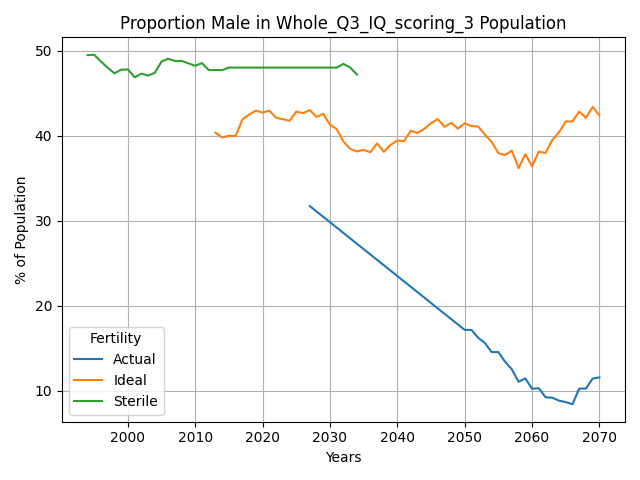 Proportion Male in Whole_Q3_IQ_scoring_3 Population
% of Population
50
40
30
20
10
Fertility
Actual
Ideal
Sterile
2000 2010 2020 2030 2040 2050 2060 2070
Years